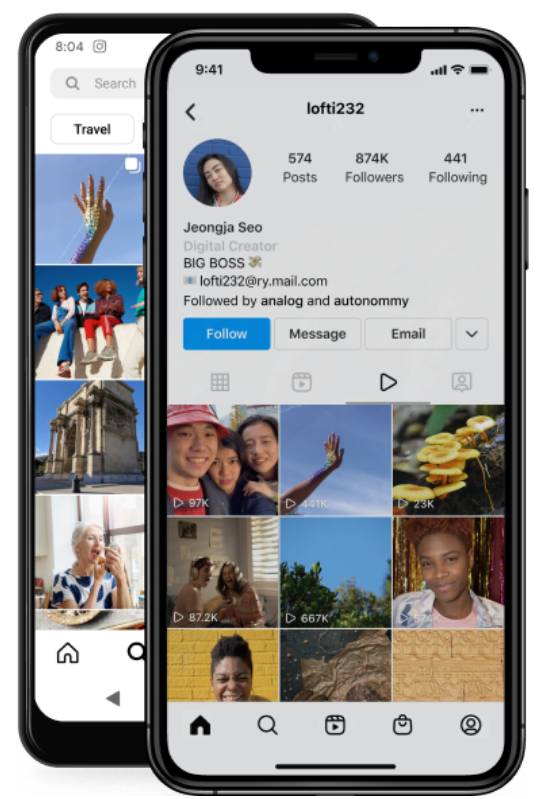 8:04
Search
Travel
9:41
lofti232
574 874K 441
Posts Followers Following
Jeongja Seo
Digital Creator
BIG BOSS
lofti232@ry.mail.com
Followed by analog and autonommy
Follow Message Email
97K 441K 23K
87.2K 667K